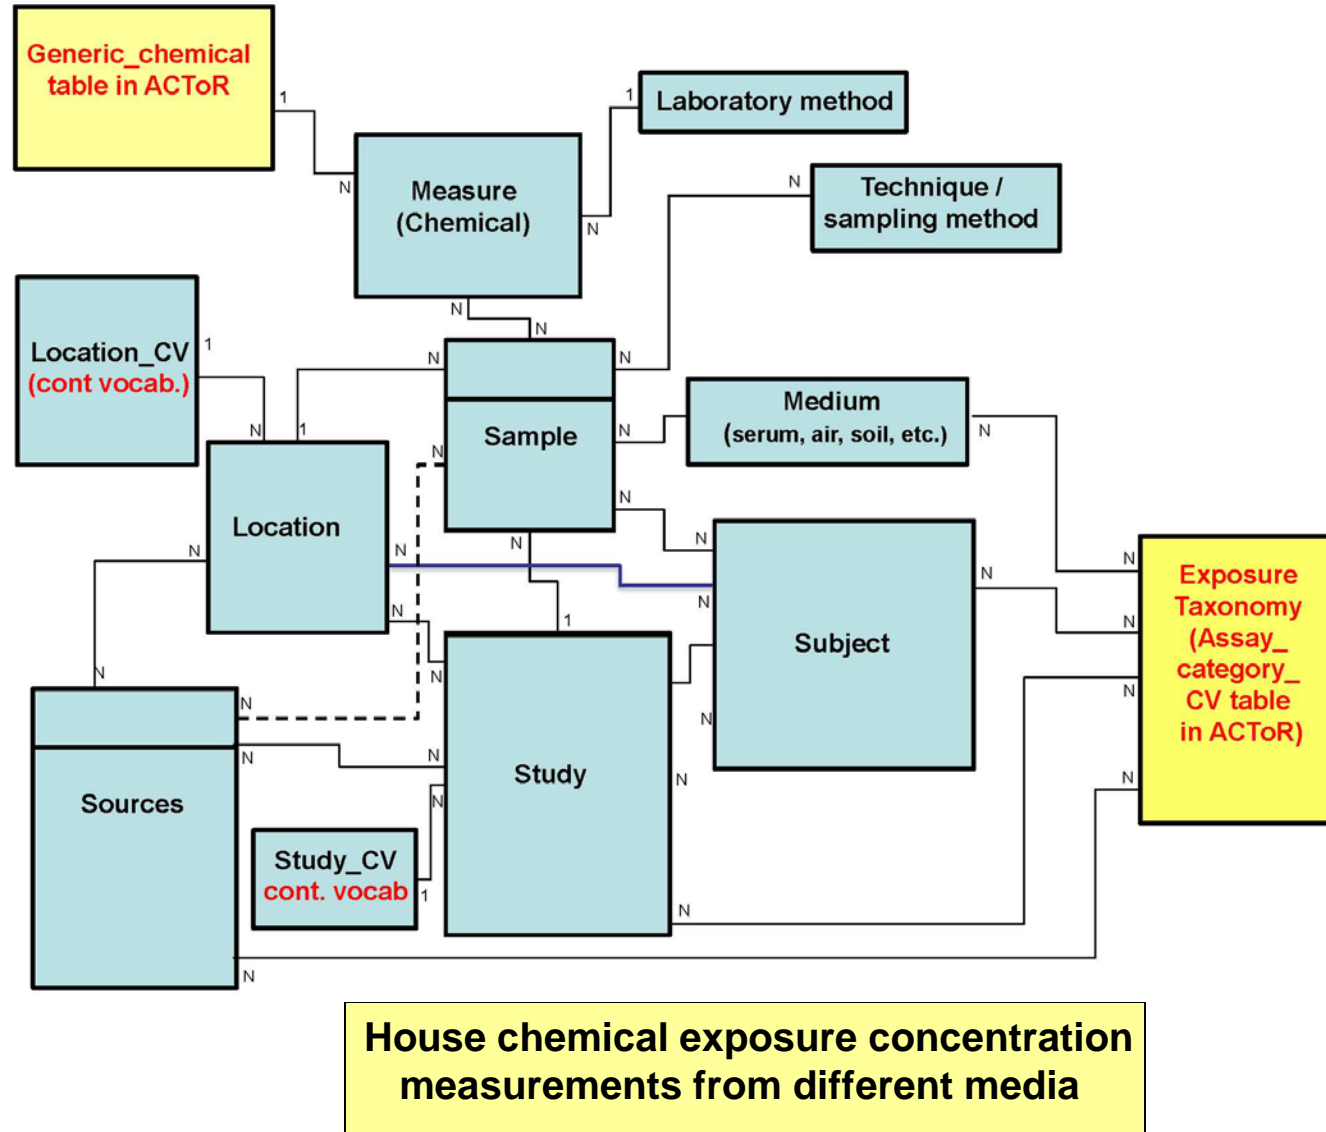 Generic_chemical
table in ACToR
1
N
Measure
(Chemical)
1
Laboratory method
N
N
Technique /
sampling method
N
N
Location_CV
(cont vocab.)
1
N
1
N
N
Sample
N
N
N
N
Medium
(serum, air, soil, etc.)
N
Location
N
N
N
N
N
N
Subject
N
N
N
1
N
N
Exposure
Taxonomy
(Assay_
category_
CV table
in ACToR)
N
N
N
N
Sources
N
N
N
N
Study
N
N
N
Study_CV
cont. vocab
1
N
N
House chemical exposure concentration
measurements from different media